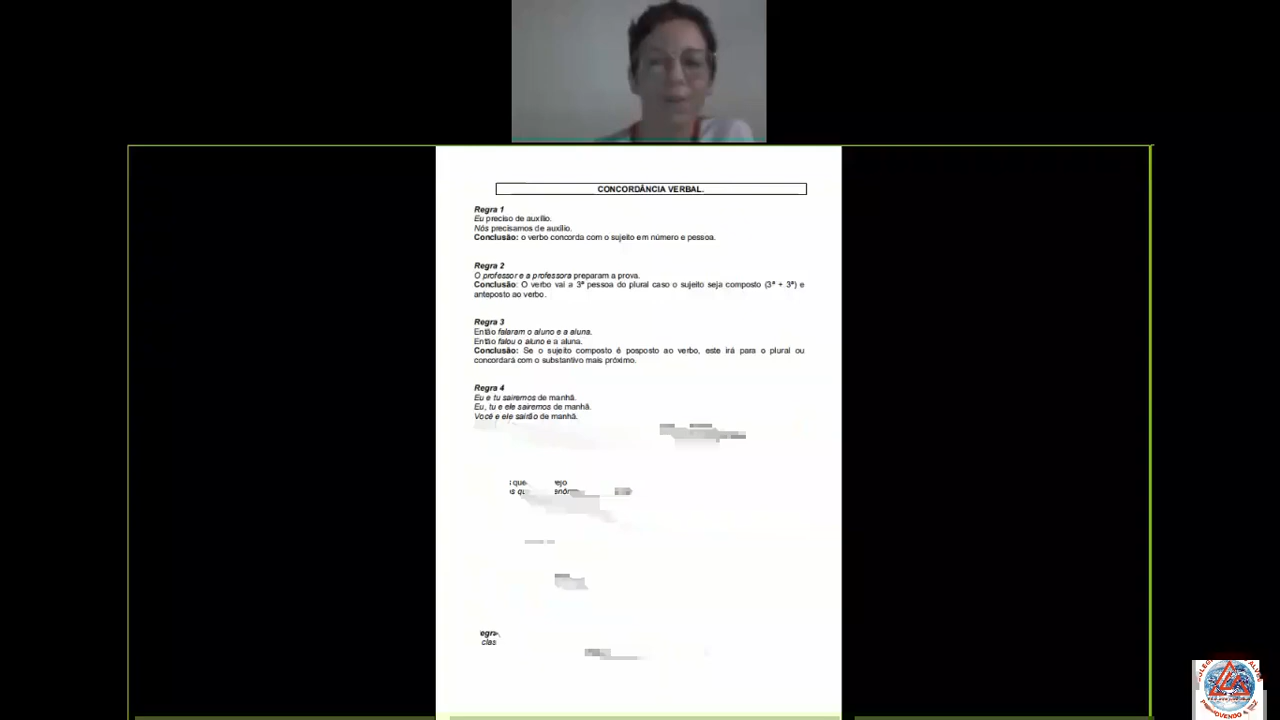 CONCORDÂNCIA VERBAL.
Regra 1
Eu preciso de auxílio.
Nós precisamos de auxílio.
Conclusão: o verbo concorda com o sujeito em número e pessoa.
Regra 2
O professor e a professora preparam a prova.
Conclusão: O verbo vai a 3ª pessoa do plural caso o sujeito seja composto (3ª + 3ª) e
anteposto ao verbo.
Regra 3
Então falaram o aluno e a aluna.
Então falou o aluno e a aluna.
Conclusão: Se o sujeito composto é posposto ao verbo, este irá para o plural ou
concordará com o substantivo mais próximo.
Regra 4
Eu e tu sairemos de manhã.
Eu, tu e ele sairemos de manhã.
Você e ele sairão de manhã.
que